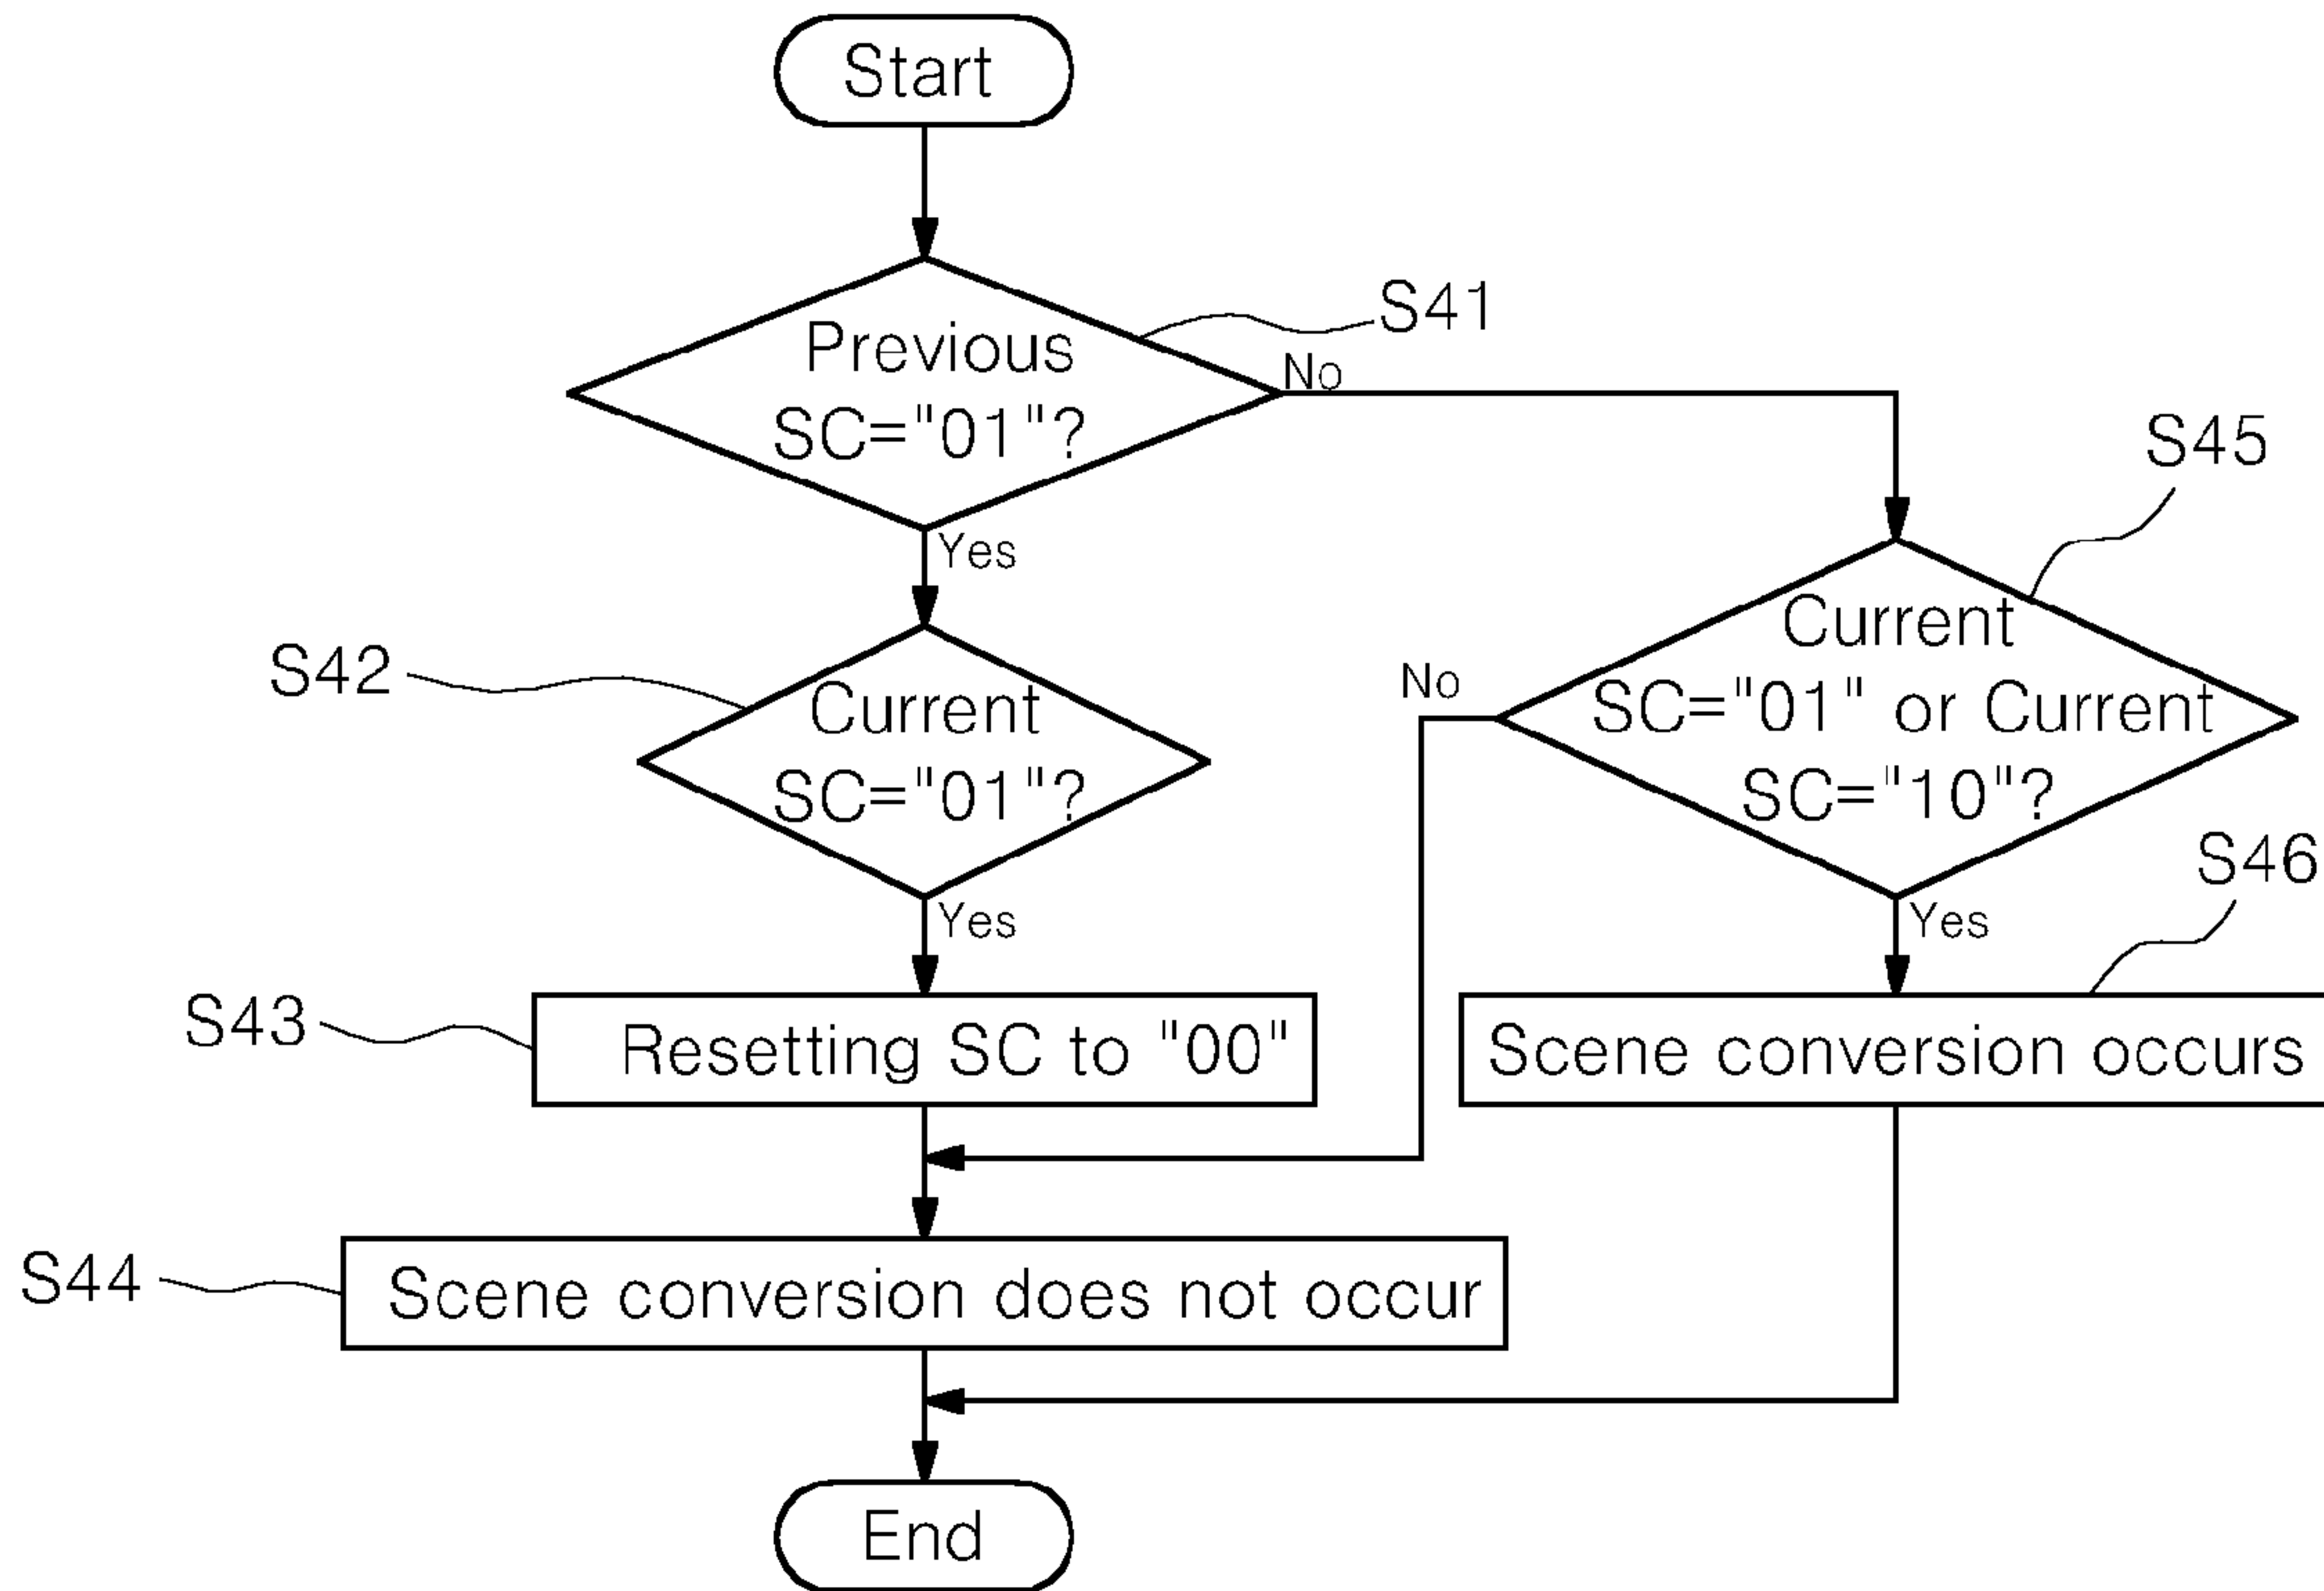 Start
Previous
SC="01"?
S41
No
Yes
S45
Current
SC="01" or Current
SC="10"?
No
Yes
S42
Current
SC="01"?
Yes
S46
S43
Resetting SC to "00"
Scene conversion occurs
S44
Scene conversion does not occur
End